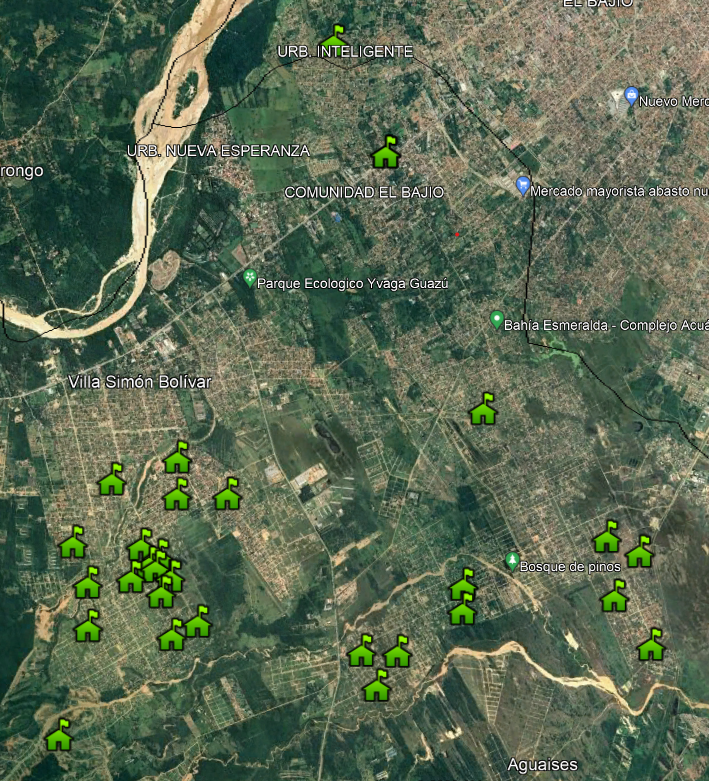 EL BAJIO
URB. INTELIGENTE
Nuevo Merc
URB. NUEVA ESPERANZA
rongo
COMUNIDAD EL BAJIO
Mercado mayorista abasto nu
Parque Ecologico Yvaga Guazú
Bahía Esmeralda - Complejo Acuá
Villa Simón Bolívar
Bosque de pinos
Aguaises